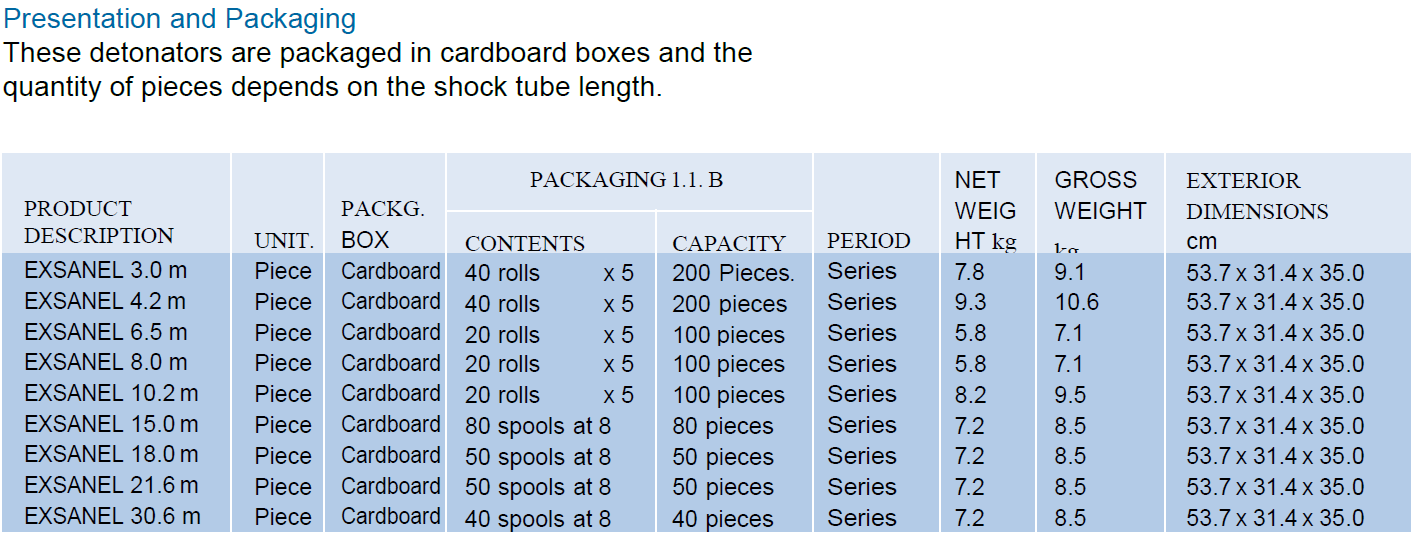 Presentation and Packaging
These detonators are packaged in cardboard boxes and the
quantity of pieces depends on the shock tube length.
PRODUCT DESCRIPTION UNIT. PACKG. BOX PACKAGING 1.1. B CONTENTS CAPACITY PERIOD NET WEIG HT kg GROSS WEIGHT kg EXTERIOR DIMENSIONS cm
EXSANEL 3.0 m Piece Cardboard 40 rolls x 5 200 Pieces. Series 7.8 9.1 53.7 x 31.4 x 35.0
EXSANEL 4.2 m Piece Cardboard 40 rolls x 5 200 pieces Series 9.3 10.6 53.7 x 31.4 x 35.0
EXSANEL 6.5 m Piece Cardboard 20 rolls x 5 100 pieces Series 5.8 7.1 53.7 x 31.4 x 35.0
EXSANEL 8.0 m Piece Cardboard 20 rolls x 5 100 pieces Series 5.8 7.1 53.7 x 31.4 x 35.0
EXSANEL 10.2 m Piece Cardboard 20 rolls x 5 100 pieces Series 8.2 9.5 53.7 x 31.4 x 35.0
EXSANEL 15.0 m Piece Cardboard 80 spools at 8 80 pieces Series 7.2 8.5 53.7 x 31.4 x 35.0
EXSANEL 18.0 m Piece Cardboard 50 spools at 8 50 pieces Series 7.2 8.5 53.7 x 31.4 x 35.0
EXSANEL 21.6 m Piece Cardboard 50 spools at 8 50 pieces Series 7.2 8.5 53.7 x 31.4 x 35.0
EXSANEL 30.6 m Piece Cardboard 40 spools at 8 40 pieces Series 7.2 8.5 53.7 x 31.4 x 35.0